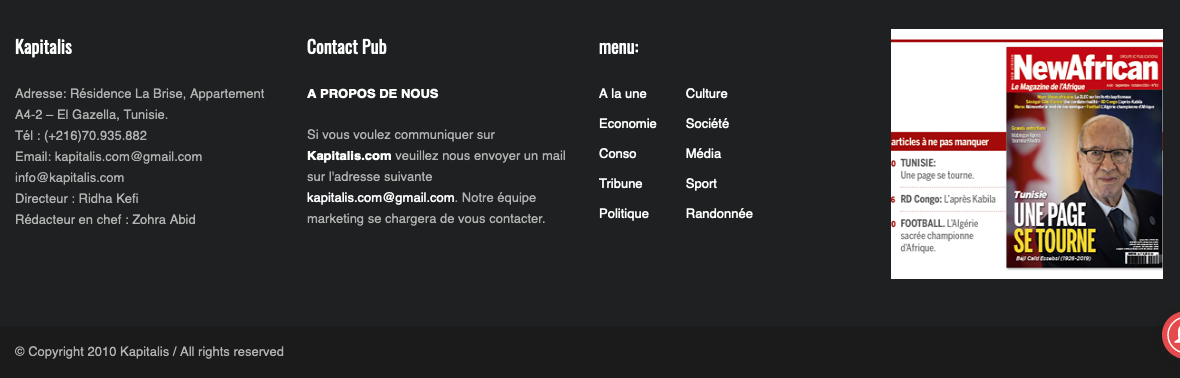 Kapitalis
Adresse: Résidence La Brise, Appartement
A4-2 – El Gazella, Tunisie.
Tél : (+216)70.935.882
Email: kapitalis.com@gmail.com
info@kapitalis.com
Directeur : Ridha Kefi
Rédacteur en chef : Zohra Abid
Contact Pub
A PROPOS DE NOUS
Si vous voulez communiquer sur
Kapitalis.com veuillez nous envoyer un mail
sur l'adresse suivante
kapitalis.com@gmail.com. Notre équipe
marketing se chargera de vous contacter.
menu:
A la une
Economie
Conso
Tribune
Politique
Culture
Société
Média
Sport
Randonnée
NewAfrican
Le Magazine de l'Afrique
articles à ne pas manquer
TUNISIE:
Une page se tourne.
RD Congo: L'après Kabila
FOOTBALL. L'Algérie
sacrée championne
d'Afrique.
Tunisie
UNE PAGE
SE TOURNE
Béji Caïd Essebsi (1926-2019)
© Copyright 2010 Kapitalis / All rights reserved